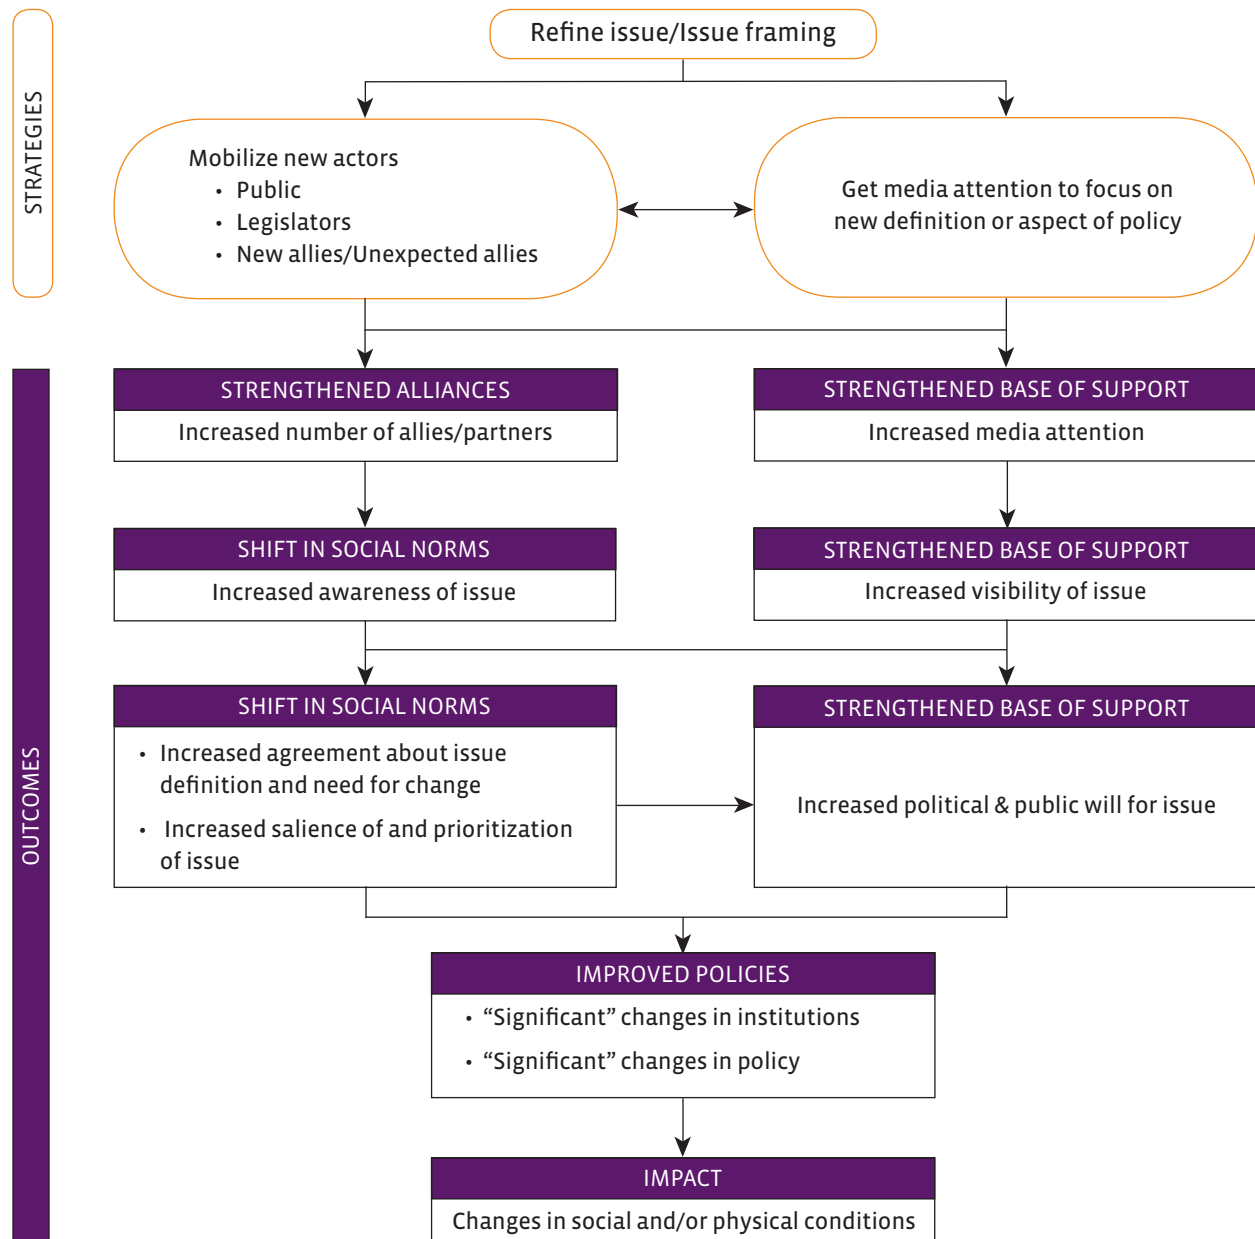 STRATEGIES
Refine issue/Issue framing
Mobilize new actors
• Public
• Legislators
• New allies/Unexpected allies
Get media attention to focus on
new definition or aspect of policy
OUTCOMES
STRENGTHENED ALLIANCES
Increased number of allies/partners
STRENGTHENED BASE OF SUPPORT
Increased media attention
SHIFT IN SOCIAL NORMS
Increased awareness of issue
STRENGTHENED BASE OF SUPPORT
Increased visibility of issue
SHIFT IN SOCIAL NORMS
• Increased agreement about issue
definition and need for change
• Increased salience of and prioritization
of issue
STRENGTHENED BASE OF SUPPORT
Increased political & public will for issue
IMPROVED POLICIES
• “Significant” changes in institutions
• “Significant” changes in policy
IMPACT
Changes in social and/or physical conditions